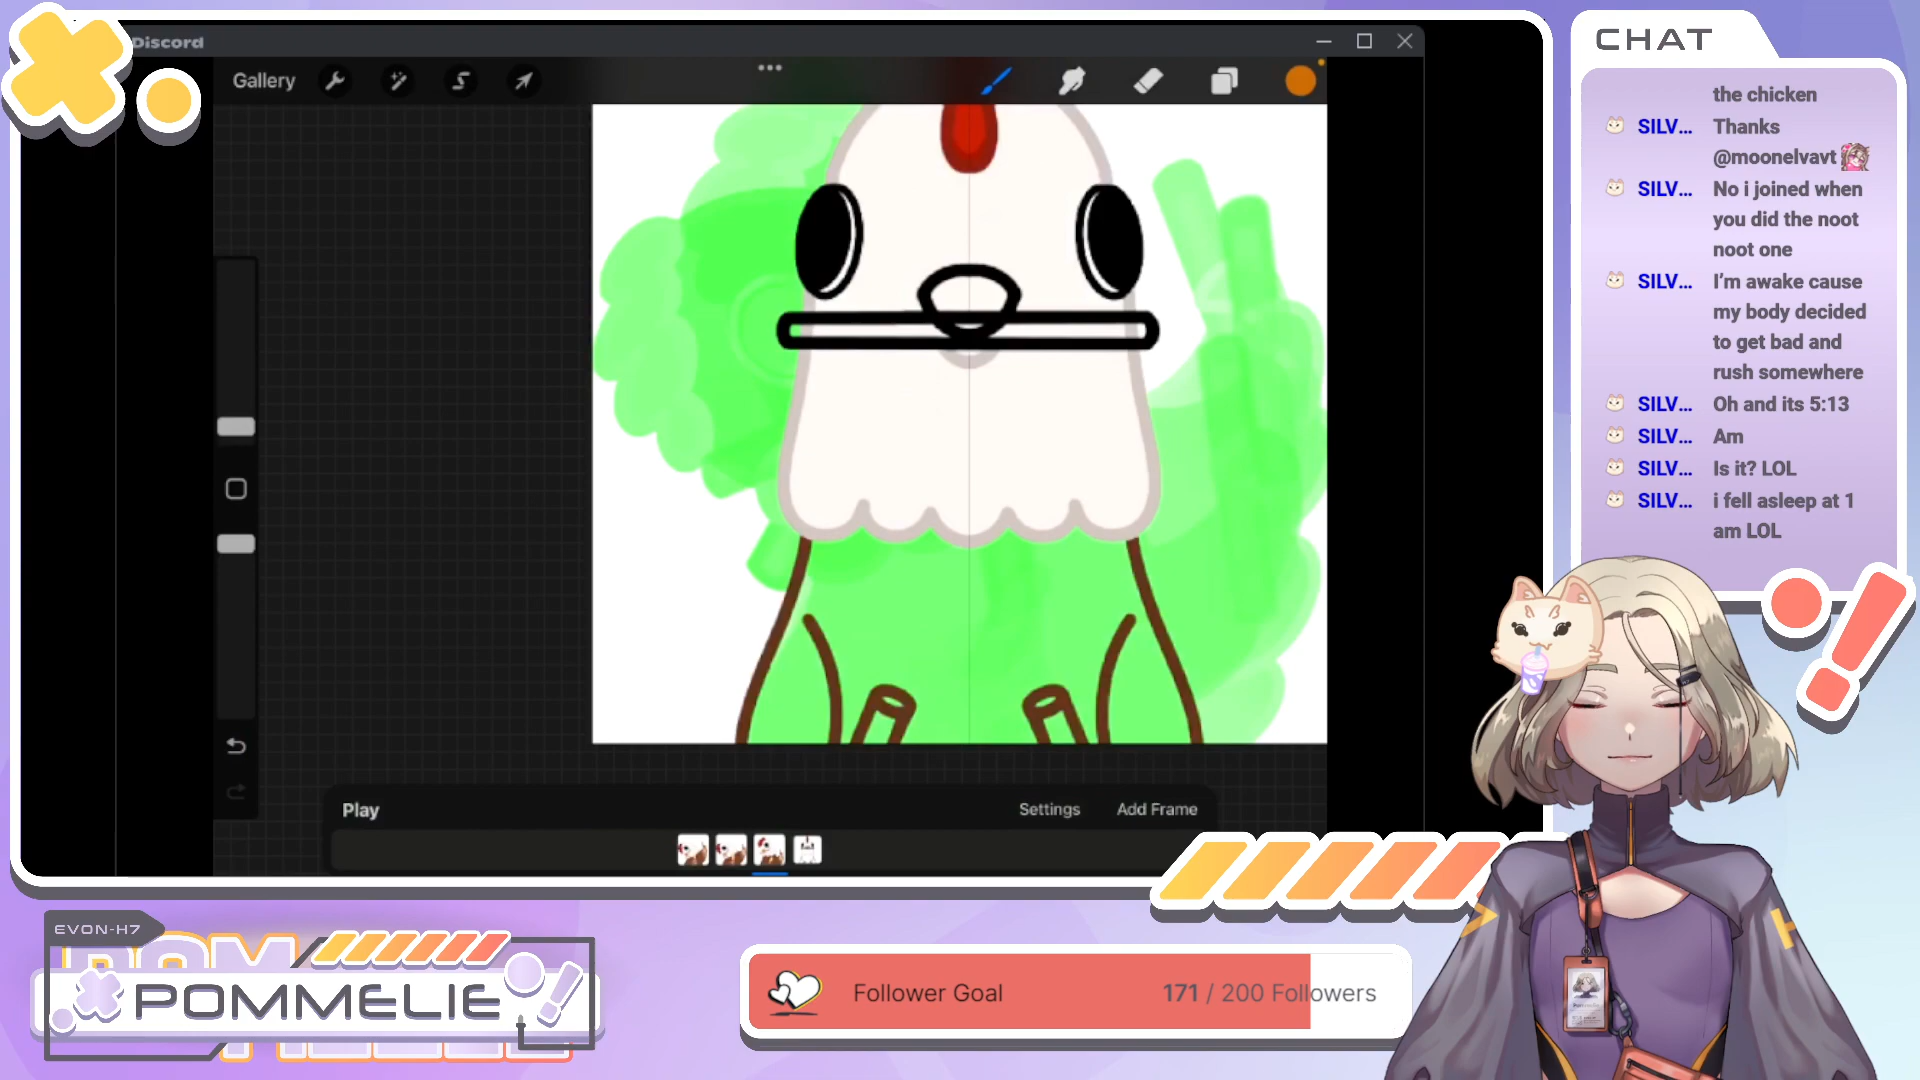 Discord
Gallery
Play
Settings
Add Frame
CHAT
the chicken
SILV... Thanks
@moonelvavt
SILV... No i joined when
you did the noot
noot one
SILV... I'm awake cause
my body decided
to get bad and
rush somewhere
SILV... Oh and its 5:13
SILV... Am
SILV... Is it? LOL
SILV... i fell asleep at 1
am LOL
EVON-H7
POMMELIE
Follower Goal
171 / 200 Followers